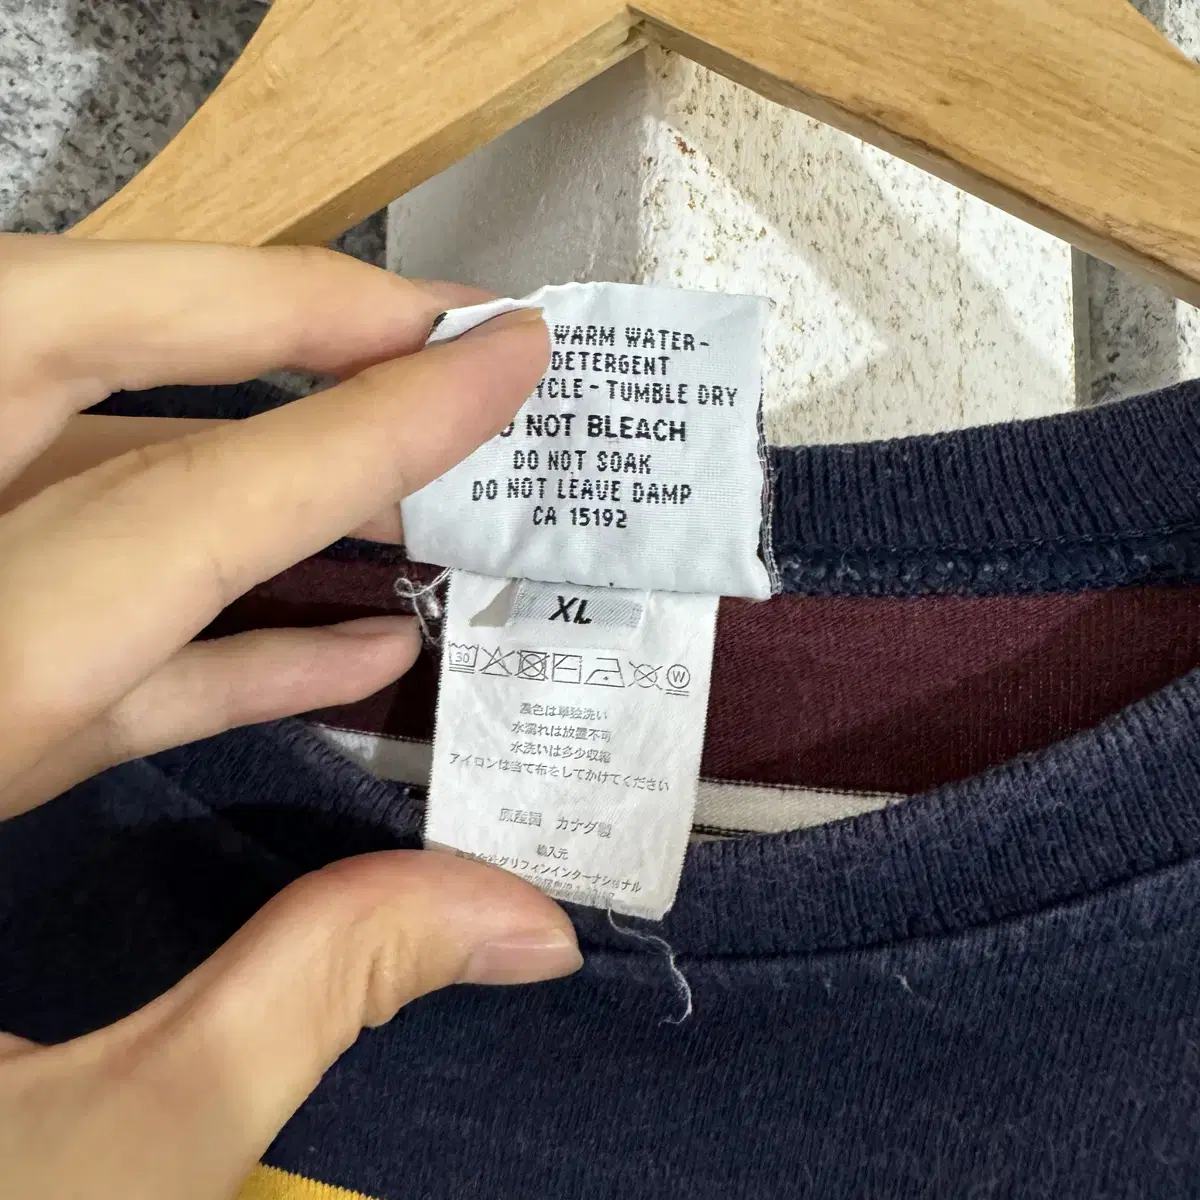 WARM WATER-
DETERGENT
YCLE-TUMBLE DRY
O NOT BLEACH
DO NOT SOAK
DO NOT LEAVE DAMP
CA 15192
XL
30
W
濃色は単独洗い
水濡れは放置不可
水洗いは多少収縮
アイロンは当て布をしてかけてください
原産国 カナダ製
輸入元
グリフィンインターナショナル